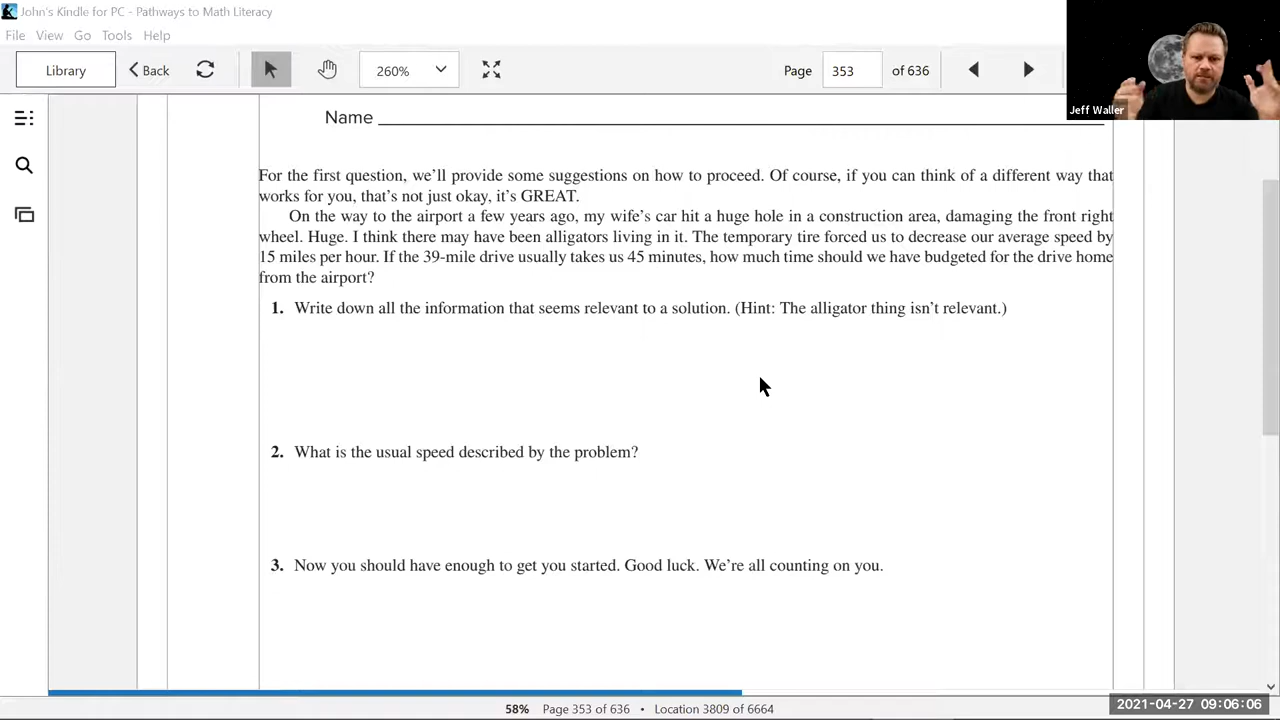 John's Kindle for PC - Pathways to Math Literacy
File View Go Tools Help
Library Back 260% Page 353 of 636
Jeff Waller
Name
For the first question, we'll provide some suggestions on how to proceed. Of course, if you can think of a different way that
works for you, that's not just okay, it's GREAT.
On the way to the airport a few years ago, my wife's car hit a huge hole in a construction area, damaging the front right
wheel. Huge. I think there may have been alligators living in it. The temporary tire forced us to decrease our average speed by
15 miles per hour. If the 39-mile drive usually takes us 45 minutes, how much time should we have budgeted for the drive home
from the airport?
1. Write down all the information that seems relevant to a solution. (Hint: The alligator thing isn't relevant.)
2. What is the usual speed described by the problem?
3. Now you should have enough to get you started. Good luck. We're all counting on you.
58% Page 353 of 636 • Location 3809 of 6664
2021-04-27 09:06:06